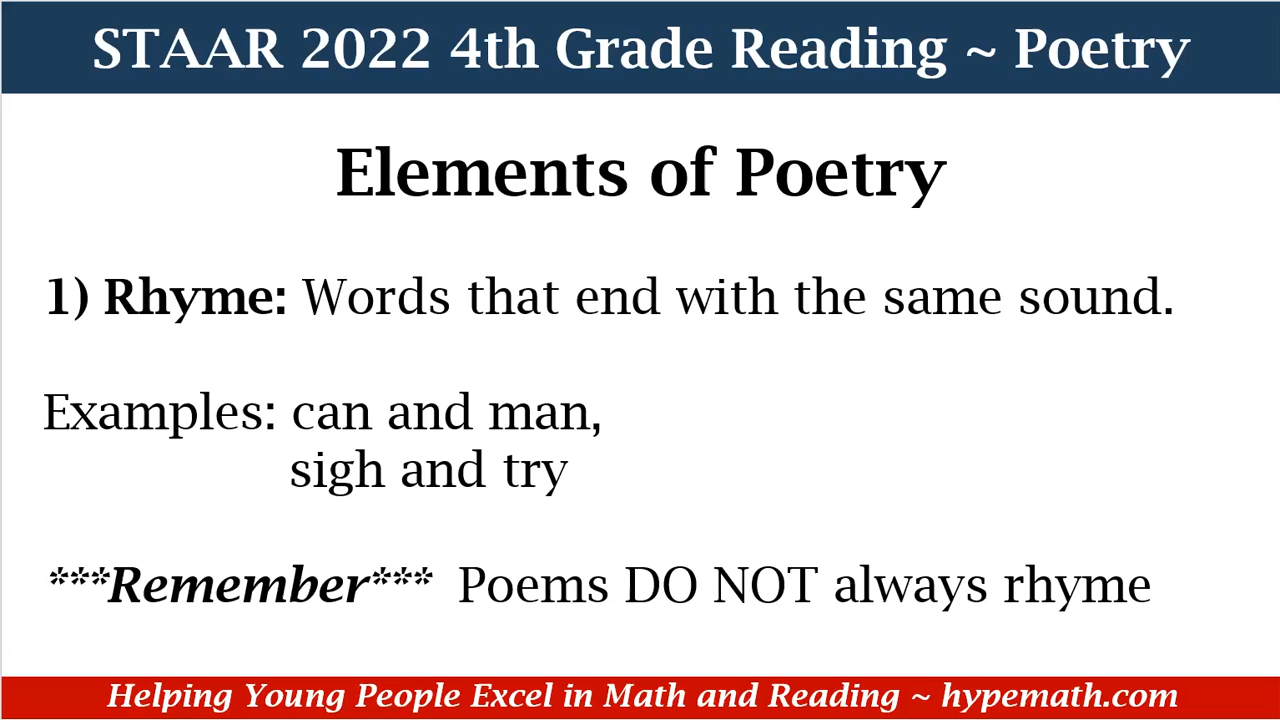 STAAR 2022 4th Grade Reading ~ Poetry
Elements of Poetry
1) Rhyme: Words that end with the same sound.
Examples: can and man,
sigh and try
***Remember*** Poems DO NOT always rhyme
Helping Young People Excel in Math and Reading ~ hypemath.com